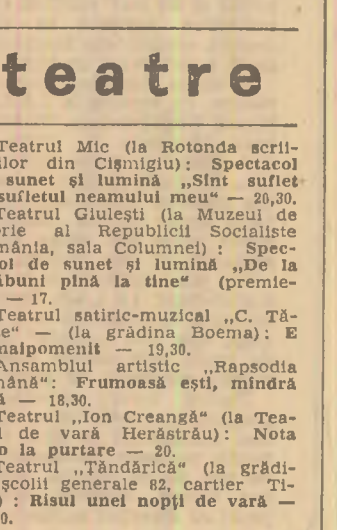 teatre
Teatrul Mic (la Rotonda scrii-
ilor din Cişmigiu): Spectacol
sunet şi lumină „Sînt suflet
sufletul neamului meu“ — 20,30.
Teatrul Giuleşti (la Muzeul de
rie al Republicii Socialiste
mânia, sala Columnei) : Spec-
ol de sunet şi lumină „De la
ăbuni pînă la tine“ (premie-
— 17.
Teatrul satiric-muzical „C. Tă-
e“ — (la grădina Boema): E
maipomenit — 19,30.
Ansamblul artistic „Rapsodia
mână“: Frumoasă eşti, mîndră
ă — 18,30.
Teatrul „Ion Creangă“ (la Tea-
l de vară Herăstrău): Nota
o la purtare — 20.
Teatrul „Ţăndărică“ (la grădi-
şcolii generale 82, cartier Ti-
) : Risul unei nopţi de vară —
0.